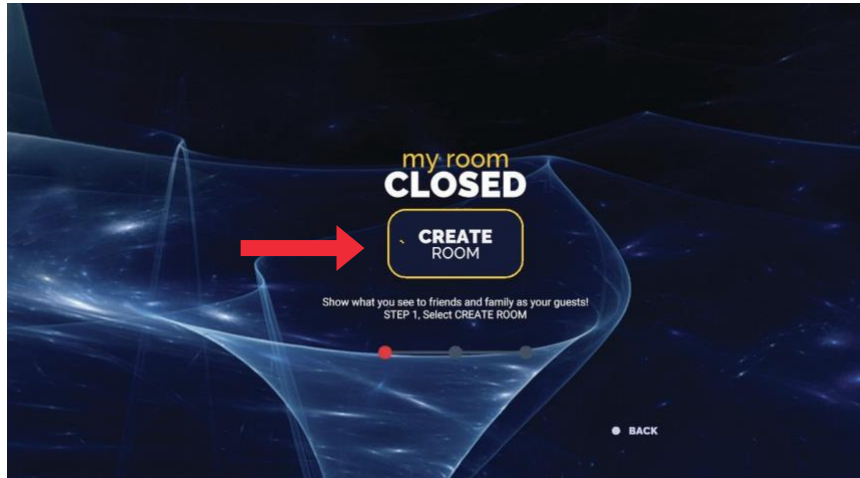 my room
CLOSED
CREATE
ROOM
Show what you see to friends and family as your guests!
STEP 1, Select CREATE ROOM
BACK